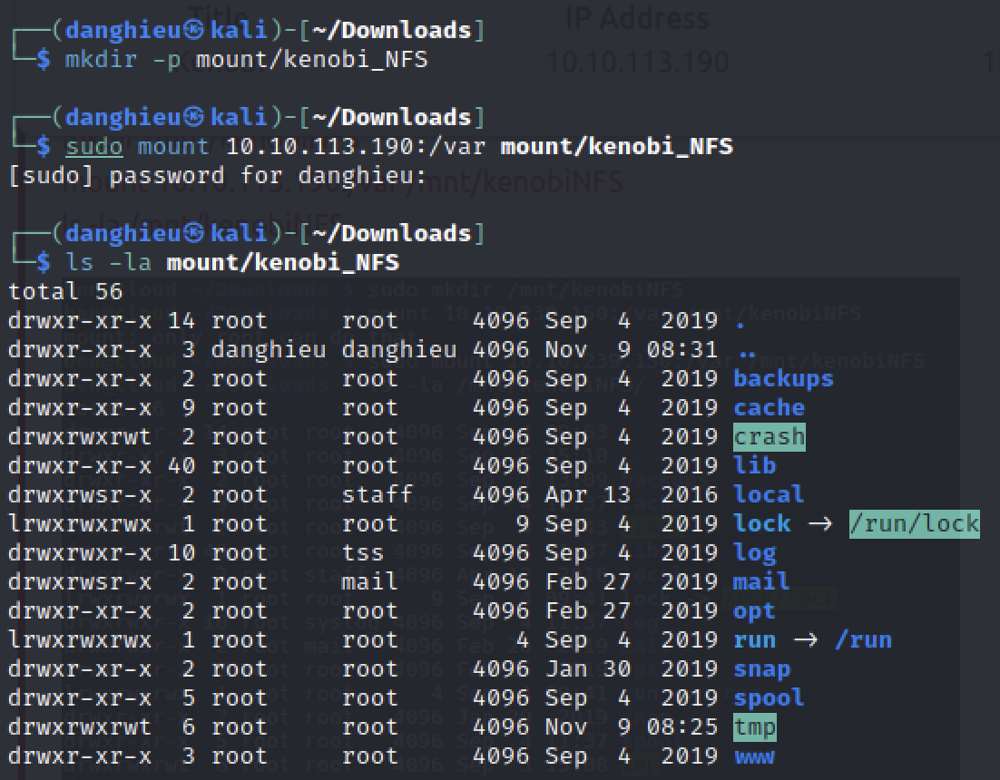 Title IP Address
10.10.113.190
┌──(danghieu㉿kali)-[~/Downloads]
└─$ mkdir -p mount/kenobi_NFS
┌──(danghieu㉿kali)-[~/Downloads]
└─$ sudo mount 10.10.113.190:/var mount/kenobi_NFS
[sudo] password for danghieu:
┌──(danghieu㉿kali)-[~/Downloads]
└─$ ls -la mount/kenobi_NFS
total 56
drwxr-xr-x 14 root root 4096 Sep 4 2019 .
drwxr-xr-x 3 danghieu danghieu 4096 Nov 9 08:31 ..
drwxr-xr-x 2 root root 4096 Sep 4 2019 backups
drwxr-xr-x 9 root root 4096 Sep 4 2019 cache
drwxrwxrwt 2 root root 4096 Sep 4 2019 crash
drwxr-xr-x 40 root root 4096 Sep 4 2019 lib
drwxrwsr-x 2 root staff 4096 Apr 13 2016 local
lrwxrwxrwx 1 root root 9 Sep 4 2019 lock → /run/lock
drwxrwxr-x 10 root tss 4096 Sep 4 2019 log
drwxrwsr-x 2 root mail 4096 Feb 27 2019 mail
drwxr-xr-x 2 root root 4096 Feb 27 2019 opt
lrwxrwxrwx 1 root root 4 Sep 4 2019 run → /run
drwxr-xr-x 2 root root 4096 Jan 30 2019 snap
drwxr-xr-x 5 root root 4096 Sep 4 2019 spool
drwxrwxrwt 6 root root 4096 Nov 9 08:25 tmp
drwxr-xr-x 3 root root 4096 Sep 4 2019 www